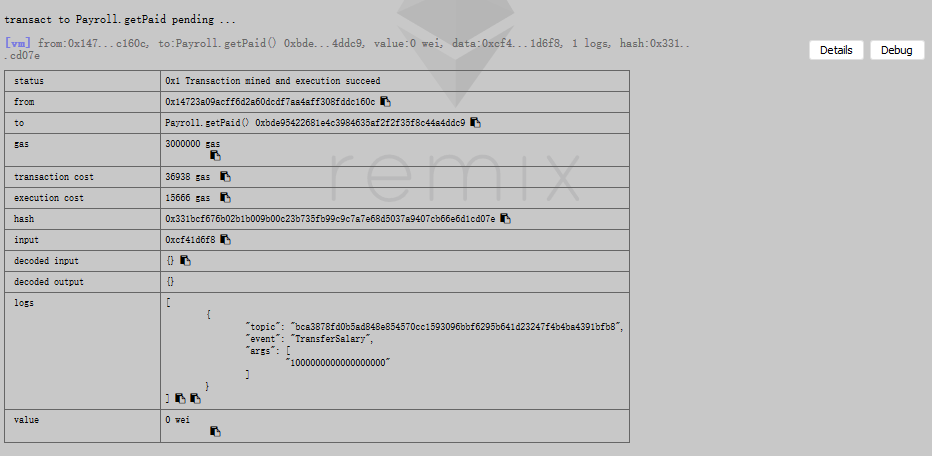 transact to Payroll.getPaid pending ...
[vm] from:0x147...c160c, to:Payroll.getPaid() 0xbde...4ddc9, value:0 wei, data:0xcf4...1d6f8, 1 logs, hash:0x331..
.cd07e
Details
Debug
status 0x1 Transaction mined and execution succeed
from 0x14723a09acff6d2a60dcdf7aa4aff308fddc160c
to Payroll.getPaid() 0xbde95422681e4c3984635af2f2f35f8c44a4ddc9
gas 3000000 gas
transaction cost 36938 gas
execution cost 15666 gas
hash 0x331bcf676b02b1b009b00c23b735fb99c9c7a7e68d5037a9407cb66e6d1cd07e
input 0xcf41d6f8
decoded input {}
decoded output {}
logs [
{
"topic": "bca3878fd0b5ad848e854570cc1593096bbf6295b641d23247f4b4ba4391bfb8",
"event": "TransferSalary",
"args": [
"1000000000000000000"
]
}
]
value 0 wei
remix